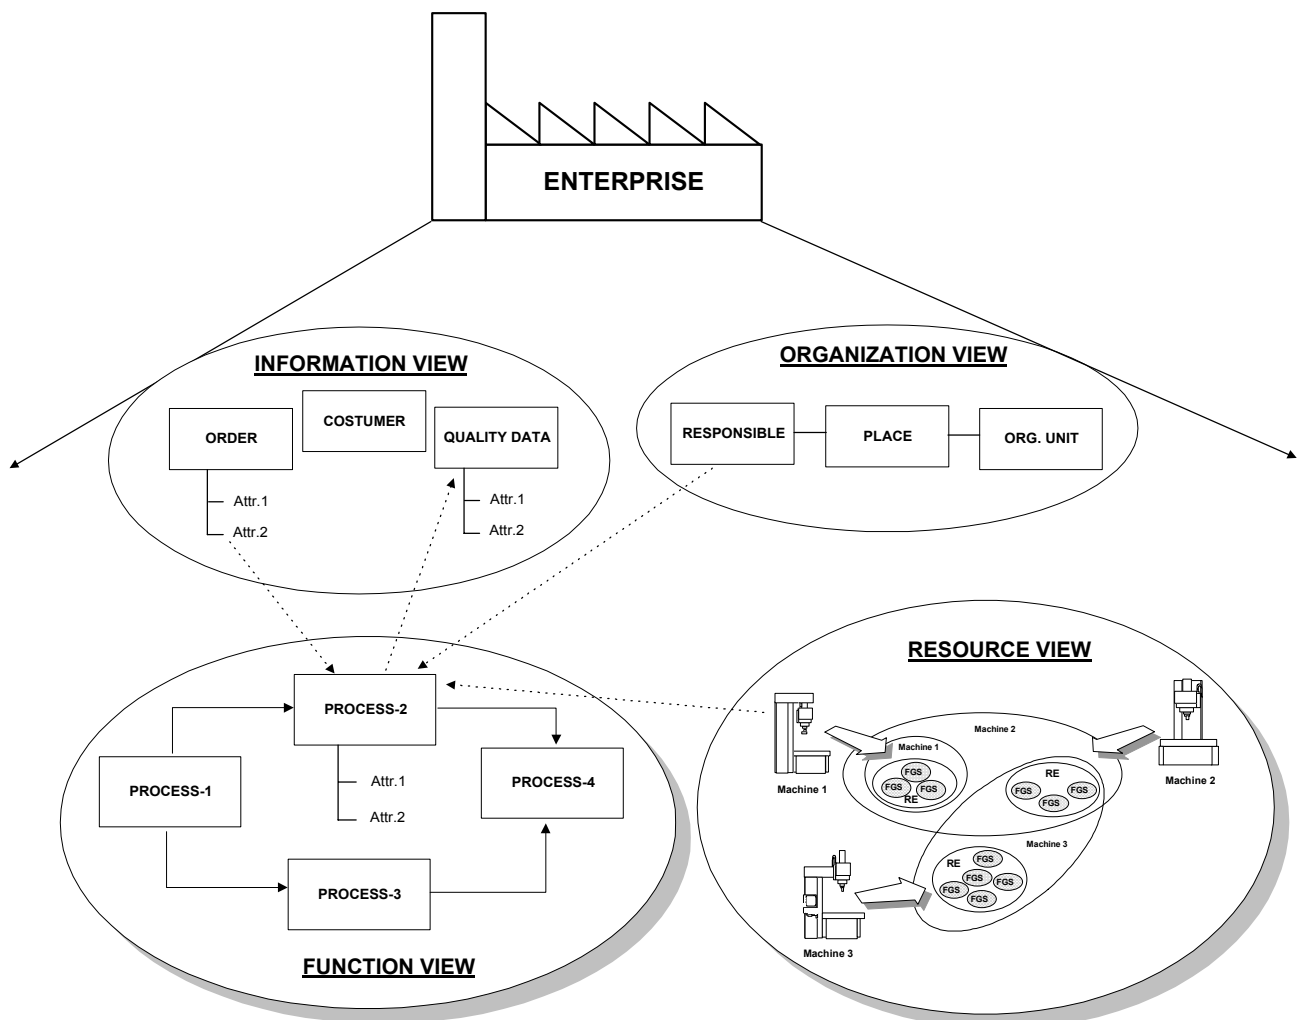 ENTERPRISE
INFORMATION VIEW
ORDER
COSTUMER
QUALITY DATA
Attr.1
Attr.2
Attr.1
Attr.2
ORGANIZATION VIEW
RESPONSIBLE
PLACE
ORG. UNIT
PROCESS-1
PROCESS-2
Attr.1
Attr.2
PROCESS-3
PROCESS-4
FUNCTION VIEW
RESOURCE VIEW
Machine 1
Machine 2
Machine 1
FGS
FGS
FGS
RE
Machine 2
RE
FGS
FGS
FGS
Machine 3
RE
FGS
FGS
FGS
FGS
FGS
Machine 3